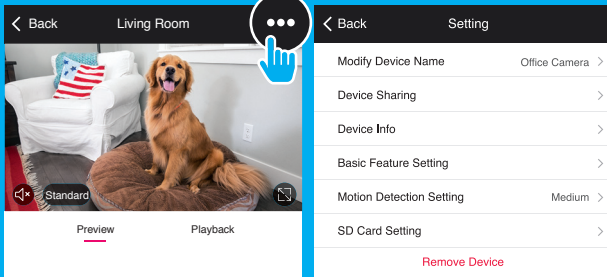 Back
Living Room
Standard
Preview
Playback
Back
Setting
Modify Device Name
Office Camera
Device Sharing
Device Info
Basic Feature Setting
Motion Detection Setting
Medium
SD Card Setting
Remove Device